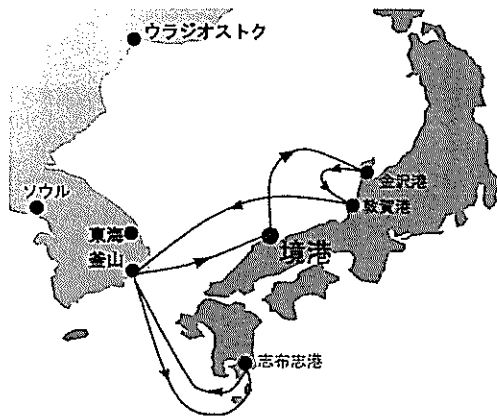 ウラジオストク
ソウル
金沢港
敦賀港
東海
釜山
境港
志布志港